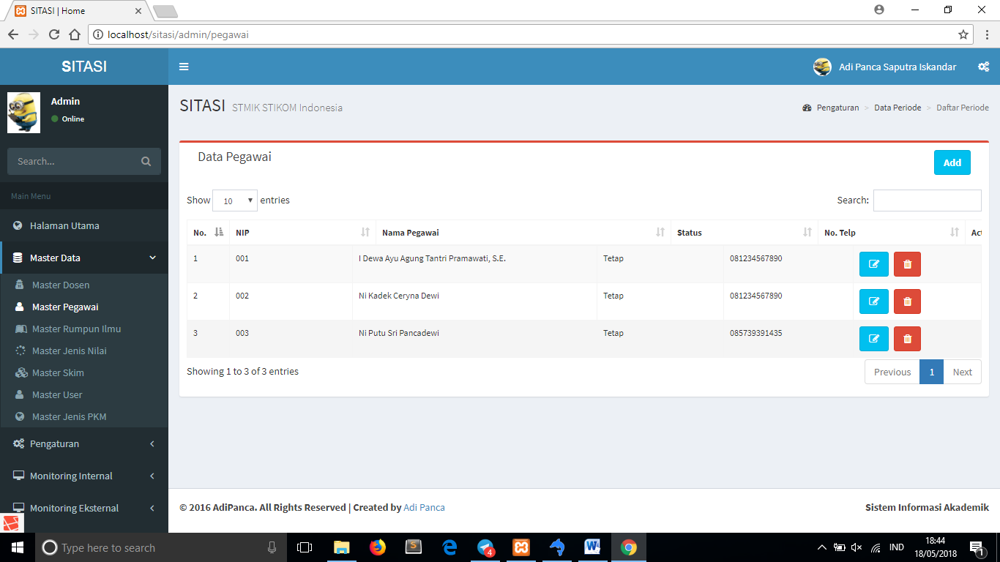 SITASI | Home
localhost/sitasi/admin/pegawai
SITASI
Adi Panca Saputra Iskandar
Admin
Online
Search...
Main Menu
Halaman Utama
Master Data
Master Dosen
Master Pegawai
Master Rumpun Ilmu
Master Jenis Nilai
Master Skim
Master User
Master Jenis PKM
Pengaturan
Monitoring Internal
Monitoring Eksternal
SITASI STMIK STIKOM Indonesia
Pengaturan > Data Periode > Daftar Periode
Data Pegawai
Add
Show 10 entries
Search:
No. NIP Nama Pegawai Status No. Telp Act
1 001 I Dewa Ayu Agung Tantri Pramawati, S.E. Tetap 081234567890
2 002 Ni Kadek Ceryna Dewi Tetap 081234567890
3 003 Ni Putu Sri Pancadewi Tetap 085739391435
Showing 1 to 3 of 3 entries
Previous 1 Next
© 2016 AdiPanca. All Rights Reserved | Created by Adi Panca
Sistem Informasi Akademik
Type here to search
4
IND
18:44
18/05/2018
1